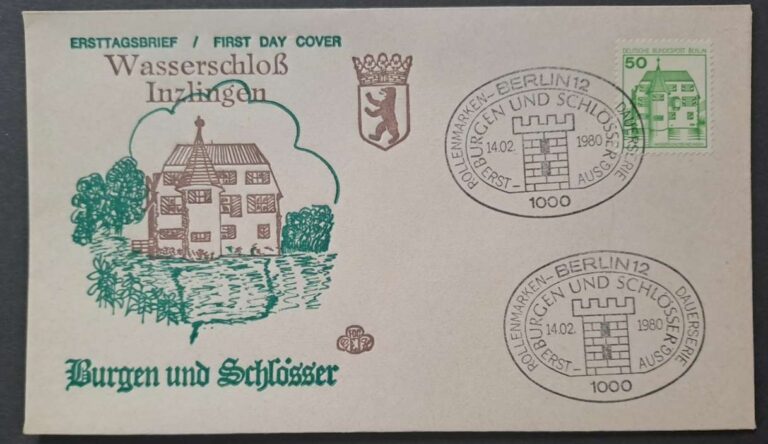 ERSTTAGSBRIEF / FIRST DAY COVER
Wasserschloß
Inzlingen
DEUTSCHE BUNDESPOST BERLIN
50
ROLLENMARKEN-BERLIN 12 DAUERSERIE
BURGEN UND SCHLÖSSER
14.02. 1980
ERST- AUSG.
1000
ROLLENMARKEN-BERLIN 12 DAUERSERIE
BURGEN UND SCHLÖSSER
14.02. 1980
ERST- AUSG.
1000
Burgen und Schlösser